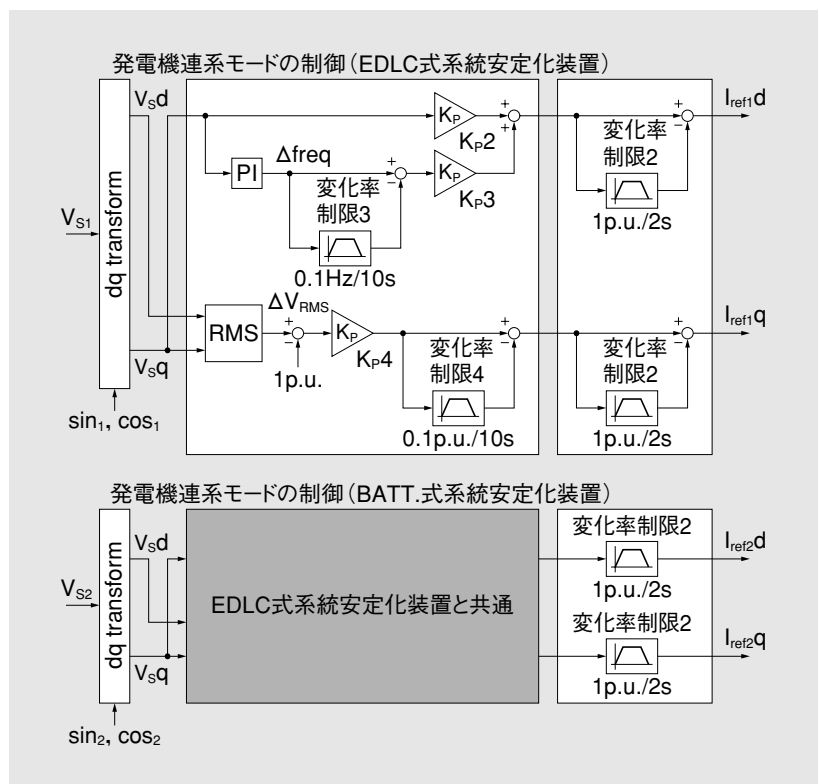 発電機連系モードの制御(EDLC式系統安定化装置)
VSd
VS1
dq transform
VSq
sin1, cos1
PI
Δfreq
変化率
制限3
0.1Hz/10s
KP
KP2
KP
KP3
RMS
ΔVRMS
1p.u.
KP
KP4
変化率
制限4
0.1p.u./10s
変化率
制限2
1p.u./2s
Iref1d
変化率
制限2
1p.u./2s
Iref1q
発電機連系モードの制御(BATT.式系統安定化装置)
VSd
VS2
dq transform
VSq
sin2, cos2
EDLC式系統安定化装置と共通
変化率制限2
1p.u./2s
Iref2d
変化率制限2
1p.u./2s
Iref2q